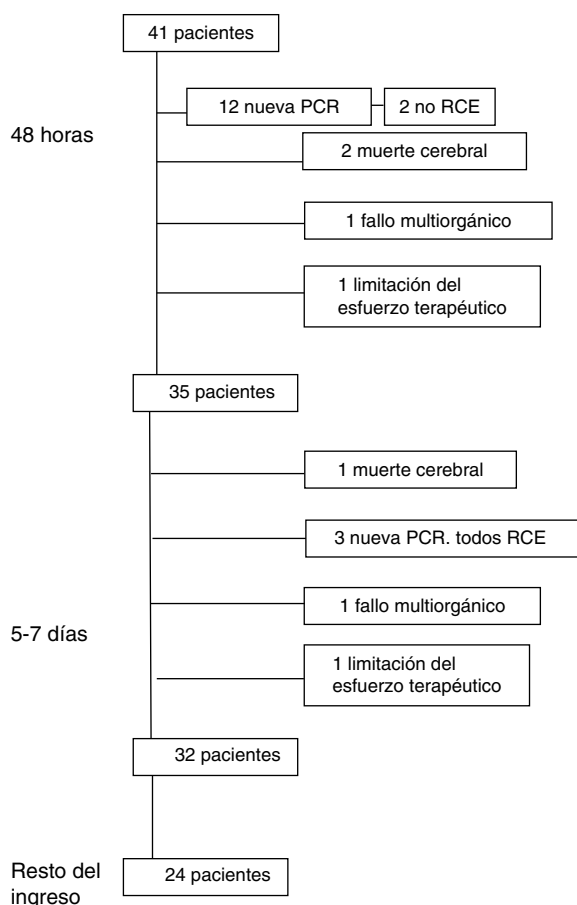 41 pacientes
12 nueva PCR
2 no RCE
48 horas
2 muerte cerebral
1 fallo multiorgánico
1 limitación del
esfuerzo terapéutico
35 pacientes
1 muerte cerebral
3 nueva PCR. todos RCE
1 fallo multiorgánico
5-7 días
1 limitación del
esfuerzo terapéutico
32 pacientes
Resto del
ingreso
24 pacientes